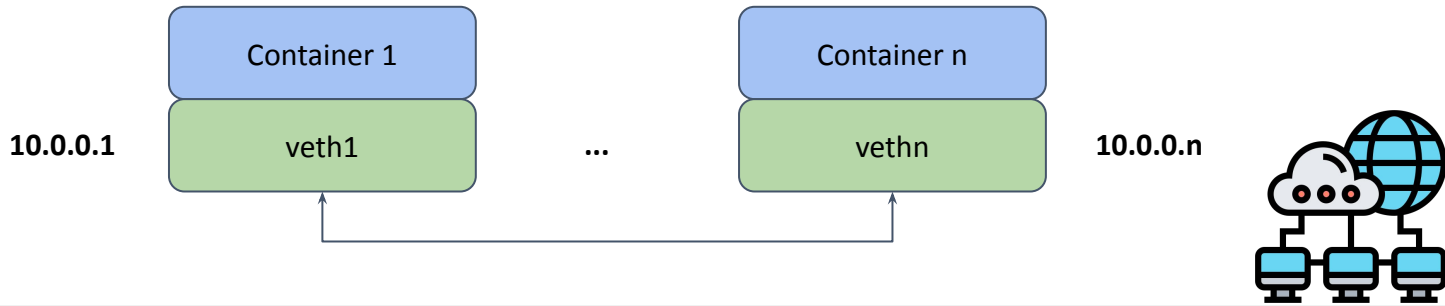 Container 1
Container n
10.0.0.1
veth1
...
vethn
10.0.0.n